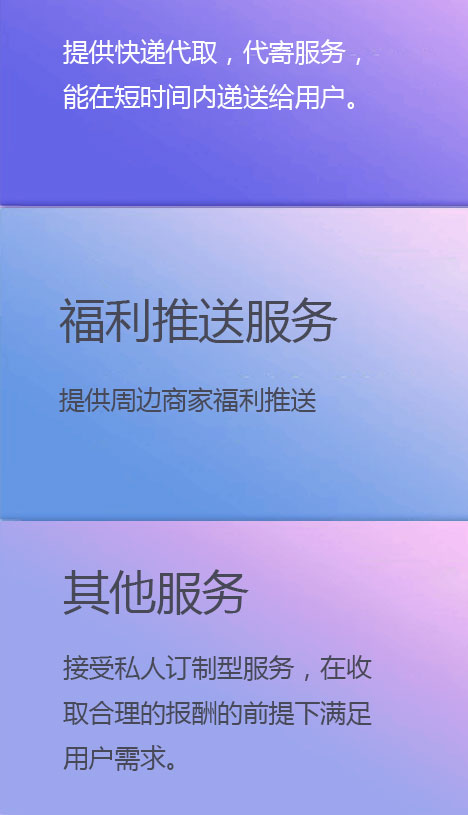 提供快递代取，代寄服务，
能在短时间内递送给用户。
福利推送服务
提供周边商家福利推送
其他服务
接受私人订制型服务，在收
取合理的报酬的前提下满足
用户需求。